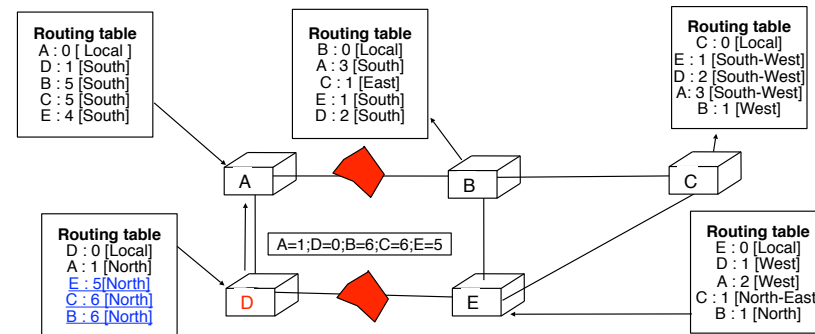 Routing table
A : 0 [ Local ]
D : 1 [South]
B : 5 [South]
C : 5 [South]
E : 4 [South]
Routing table
B : 0 [Local]
A : 3 [South]
C : 1 [East]
E : 1 [South]
D : 2 [South]
Routing table
C : 0 [Local]
E : 1 [South-West]
D : 2 [South-West]
A: 3 [South-West]
B : 1 [West]
A
B
C
Routing table
D : 0 [Local]
A : 1 [North]
E : 5[North]
C : 6 [North]
B : 6 [North]
A=1;D=0;B=6;C=6;E=5
D
E
Routing table
E : 0 [Local]
D : 1 [West]
A : 2 [West]
C : 1 [North-East]
B : 1 [North]